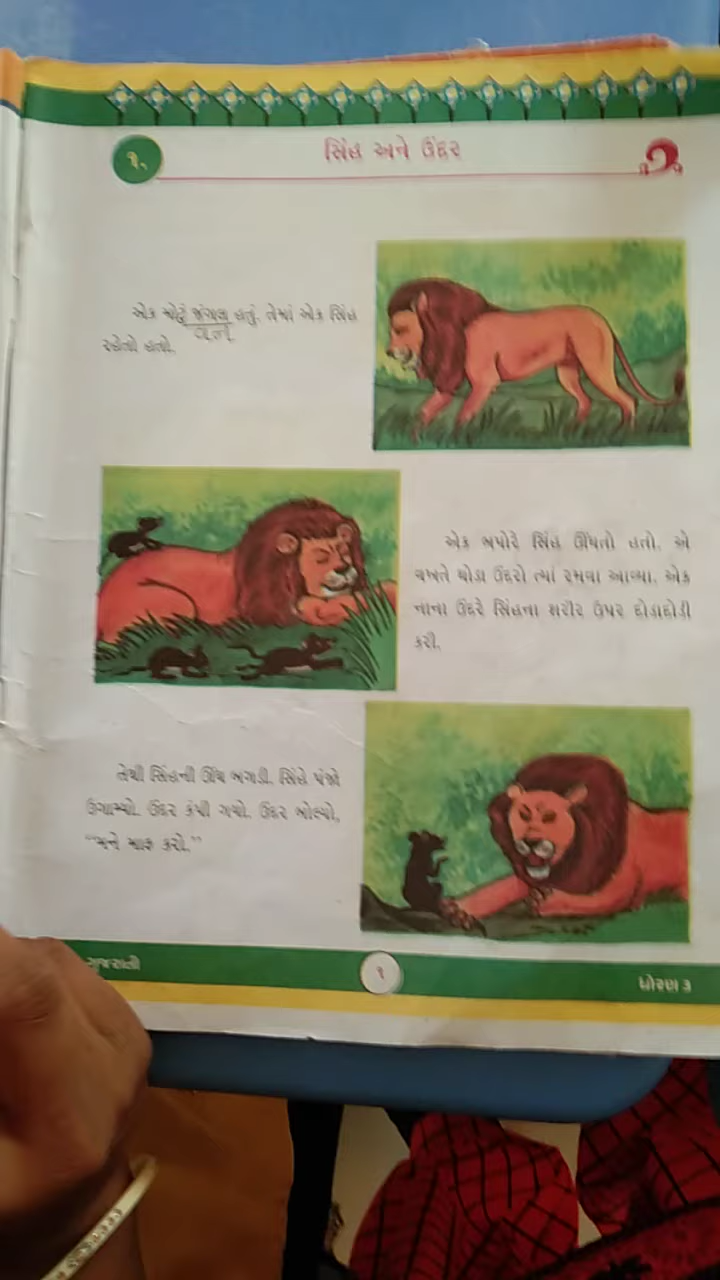 ૧.
સિંહ અને ઉંદર
એક મોટું જંગલ હતું. તેમાં એક સિંહ
વન
રહેતો હતો.
એક બપોરે સિંહ ઊંઘતો હતો. એ
વખતે થોડા ઉંદરો ત્યાં રમવા આવ્યા. એક
નાના ઉંદરે સિંહના શરીર ઉપર દોડાદોડી
કરી.
તેથી સિંહની ઊંઘ બગડી. સિંહે પંજો
ઉગામ્યો. ઉંદર કંપી ગયો. ઉંદર બોલ્યો,
“મને માફ કરો.”
ગુજરાતી
૧
ધોરણ ૩